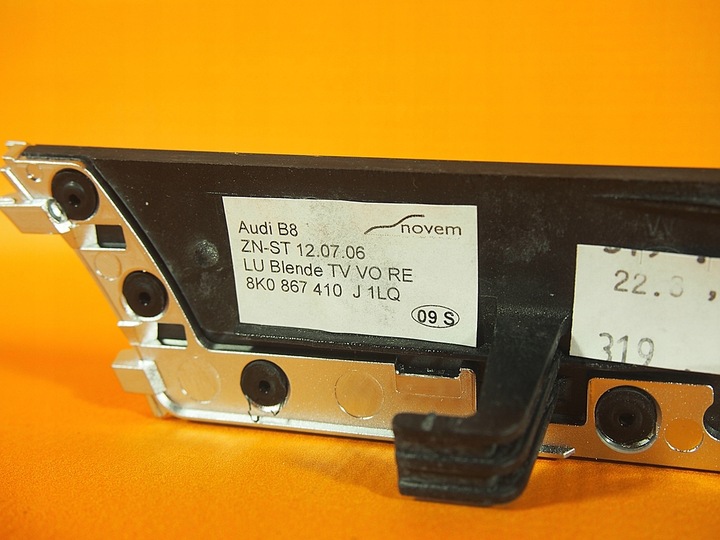 Audi B8
novem
ZN-ST 12.07.06
LU Blende TV VO RE
8K0 867 410 J 1LQ
09 S
319